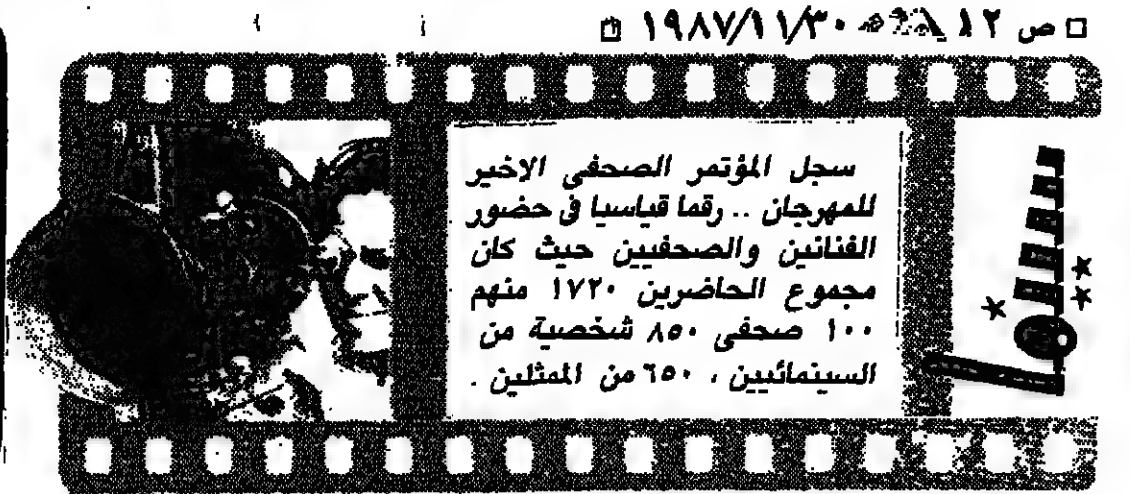 ص ١٢ ١٩٨٧/١١/٣٠
سجل المؤتمر الصحفي الاخير
للمهرجان .. رقما قياسيا فى حضور
الفنانين والصحفيين حيث كان
مجموع الحاضرين ١٧٢٠ منهم
١٠٠ صحفى ٨٥٠ شخصية من
السينمائيين ، ٦٥٠ من الممثلين .